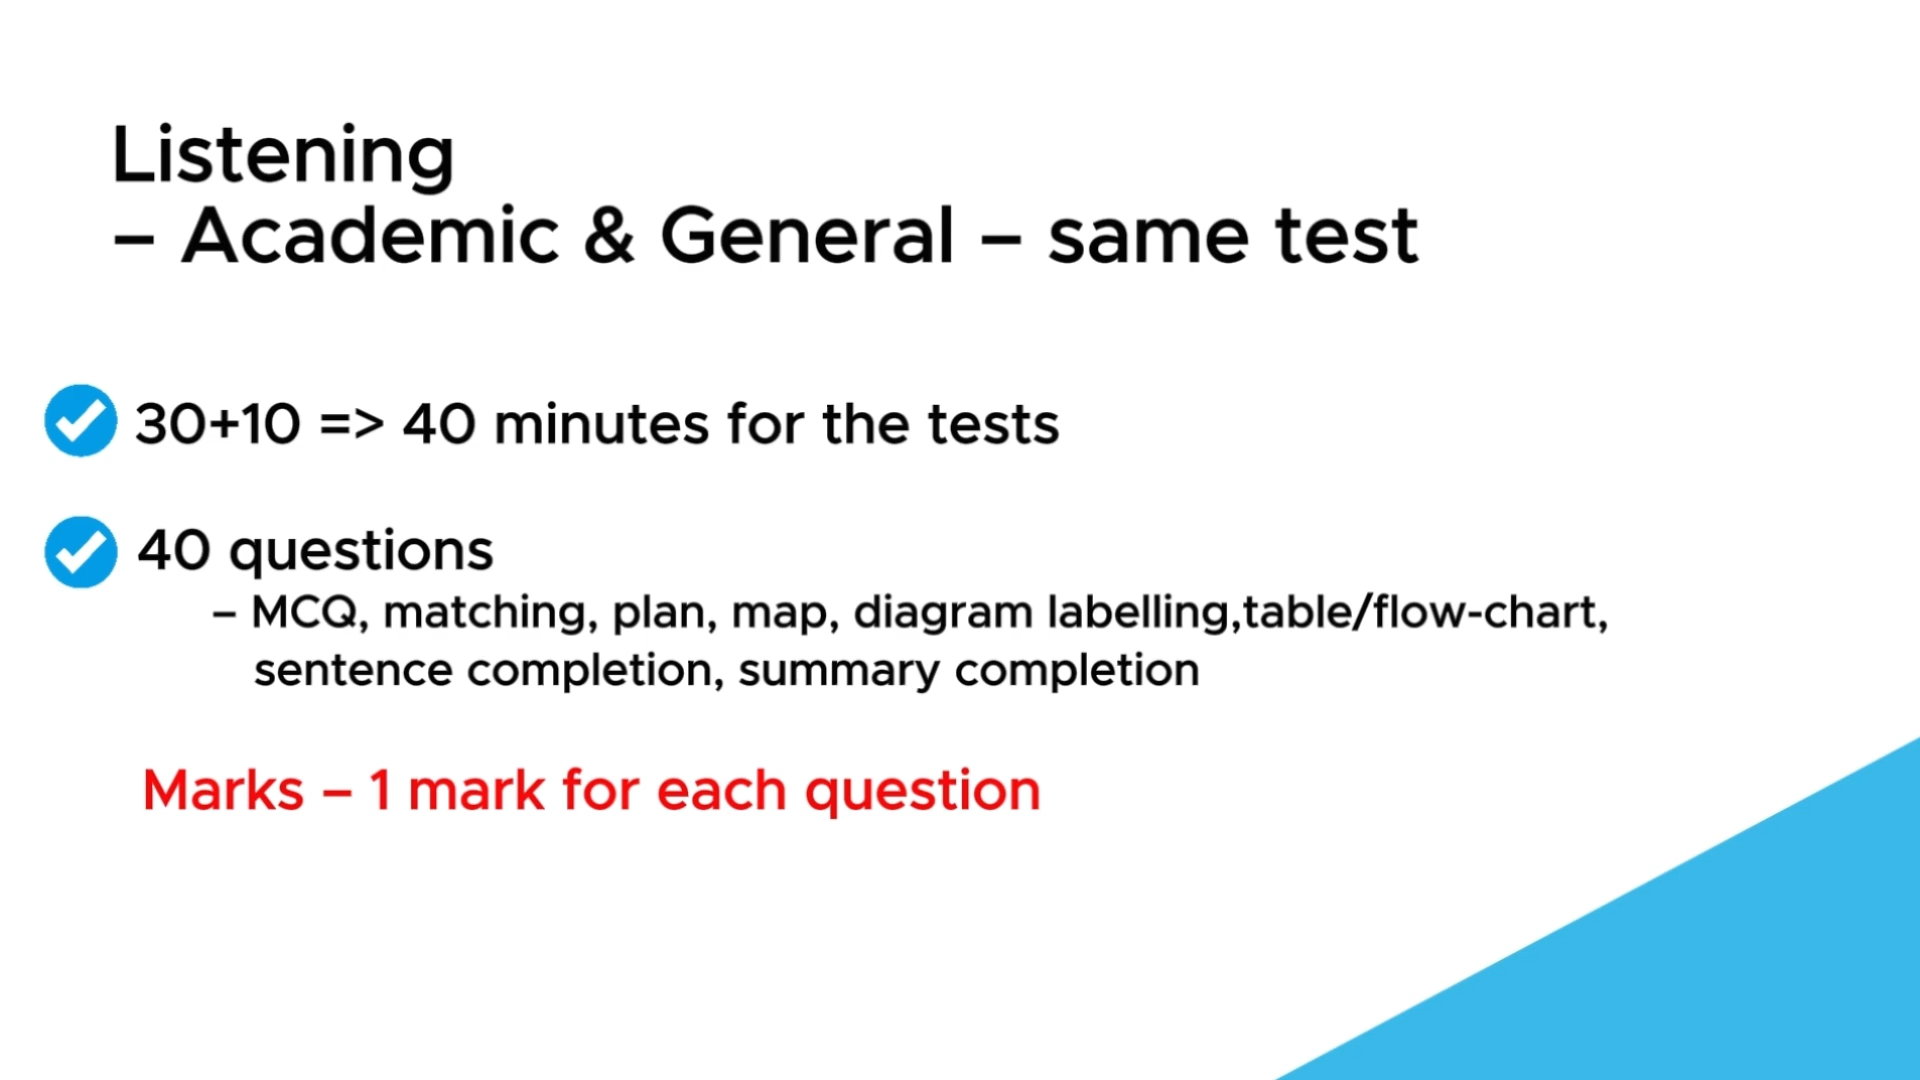 Listening
– Academic & General – same test
30+10 => 40 minutes for the tests
40 questions
– MCQ, matching, plan, map, diagram labelling,table/flow-chart,
sentence completion, summary completion
Marks – 1 mark for each question